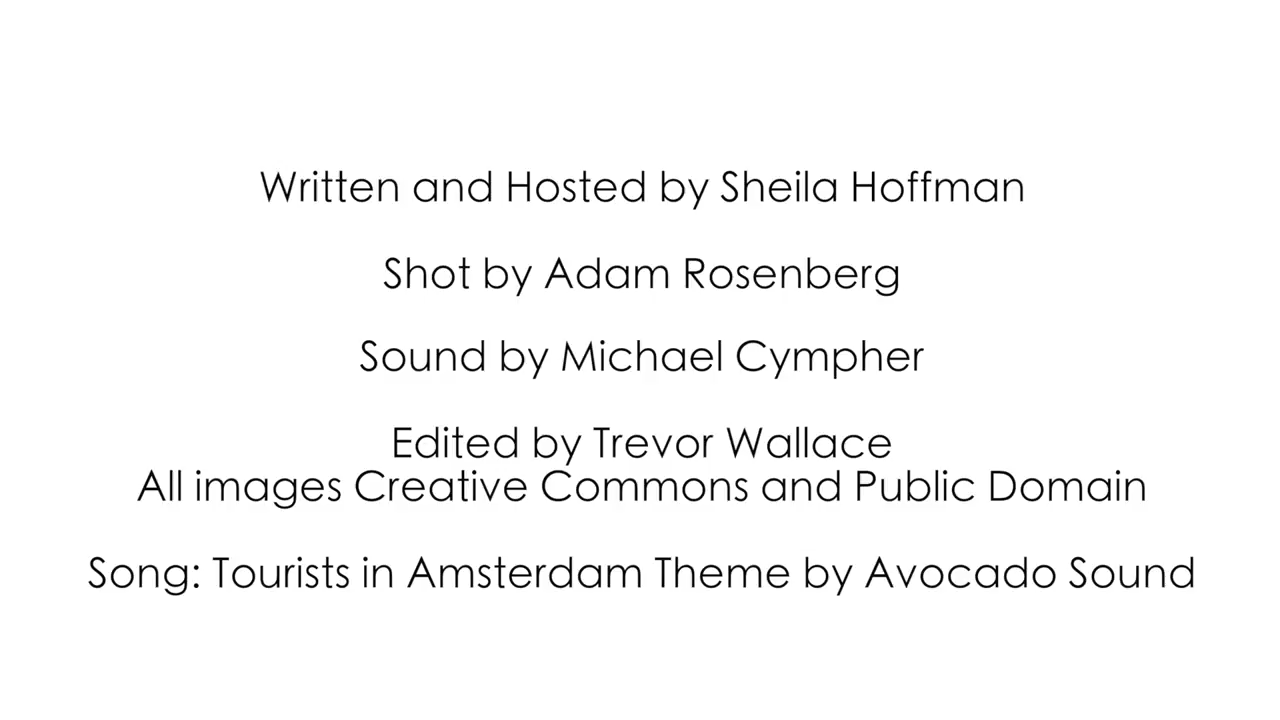 Written and Hosted by Sheila Hoffman
Shot by Adam Rosenberg
Sound by Michael Cympher
Edited by Trevor Wallace
All images Creative Commons and Public Domain
Song: Tourists in Amsterdam Theme by Avocado Sound